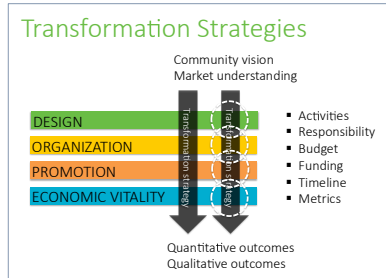 Transformation Strategies
Community vision
Market understanding
DESIGN
ORGANIZATION
PROMOTION
ECONOMIC VITALITY
Transformation strategy
Transformation strategy
▪ Activities
▪ Responsibility
▪ Budget
▪ Funding
▪ Timeline
▪ Metrics
Quantitative outcomes
Qualitative outcomes